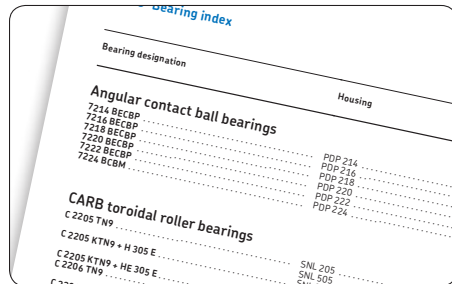 Bearing index
Bearing designation Housing
Angular contact ball bearings
7214 BECBP PDP 214
7216 BECBP PDP 216
7218 BECBP PDP 218
7220 BECBP PDP 220
7222 BECBP PDP 222
7224 BCBM PDP 224
CARB toroidal roller bearings
C 2205 TN9 SNL 205
C 2205 KTN9 + H 305 E SNL 505
C 2205 KTN9 + HE 305 E
C 2206 TN9